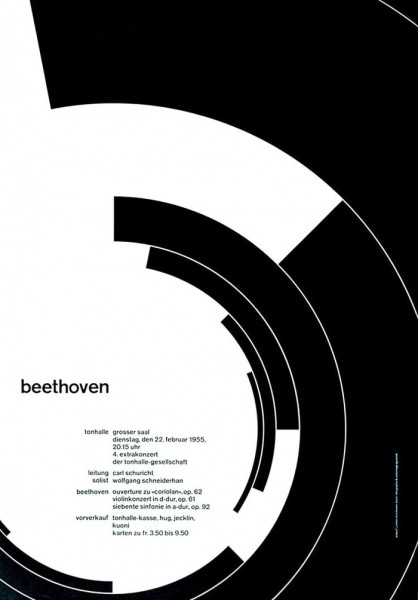 beethoven
tonhalle grosser saal
dienstag, den 22. februar 1955,
20.15 uhr
4. extrakonzert
der tonhalle-gesellschaft
leitung carl schuricht
solist wolfgang schneiderhan
beethoven ouverture zu «coriolan», op. 62
violinkonzert in d-dur, op. 61
siebente sinfonie in a-dur, op. 92
vorverkauf tonhalle-kasse, hug, jecklin,
kuoni
karten zu fr. 3.50 bis 9.50